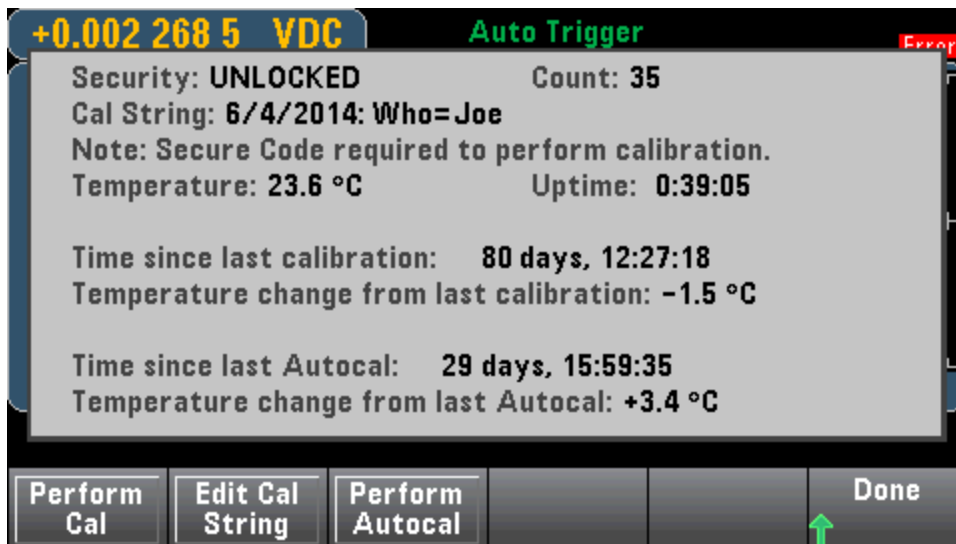 +0.002 268 5 VDC Auto Trigger Error
Security: UNLOCKED Count: 35
Cal String: 6/4/2014: Who=Joe
Note: Secure Code required to perform calibration.
Temperature: 23.6 °C Uptime: 0:39:05
Time since last calibration: 80 days, 12:27:18
Temperature change from last calibration: -1.5 °C
Time since last Autocal: 29 days, 15:59:35
Temperature change from last Autocal: +3.4 °C
Perform Cal
Edit Cal String
Perform Autocal
Done